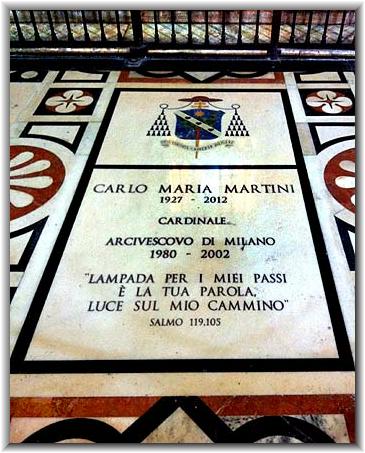 CARLO MARIA MARTINI
1927 - 2012
CARDINALE
ARCIVESCOVO DI MILANO
1980 - 2002
"LAMPADA PER I MIEI PASSI
È LA TUA PAROLA,
LUCE SUL MIO CAMMINO"
SALMO 119,105